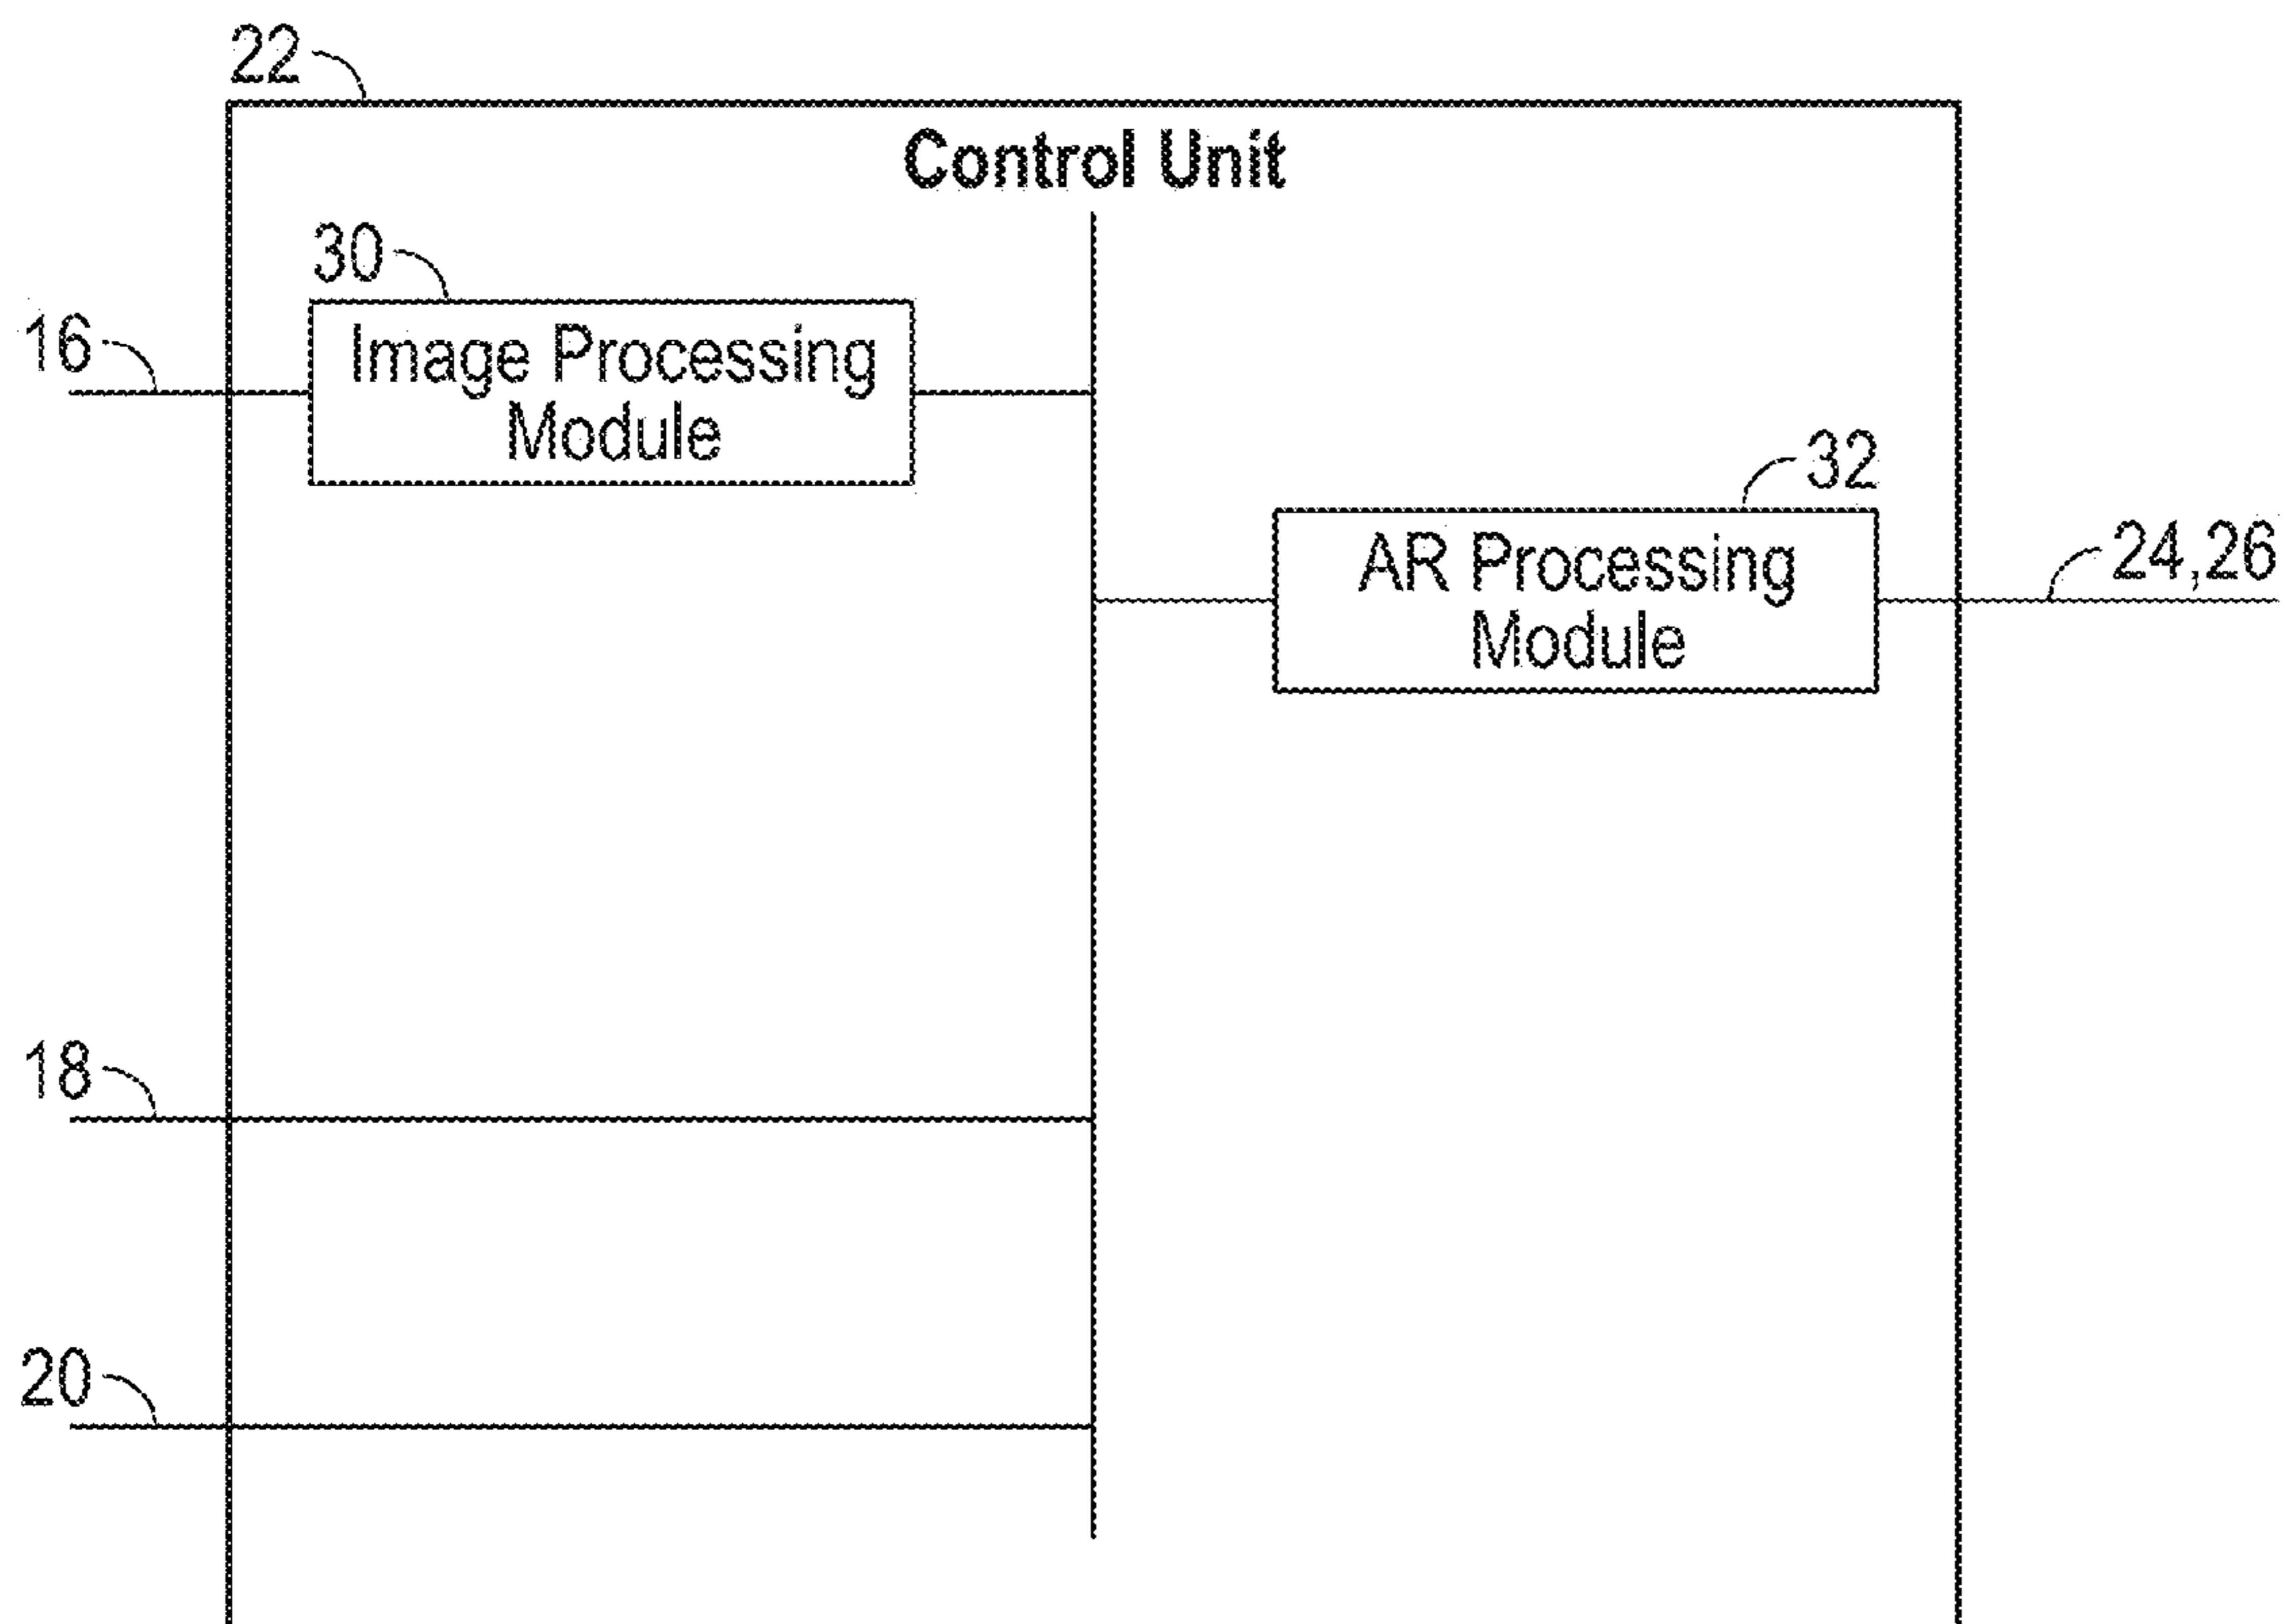 22
Control Unit
30
16
Image Processing
Module
32
AR Processing
Module
24,26
18
20